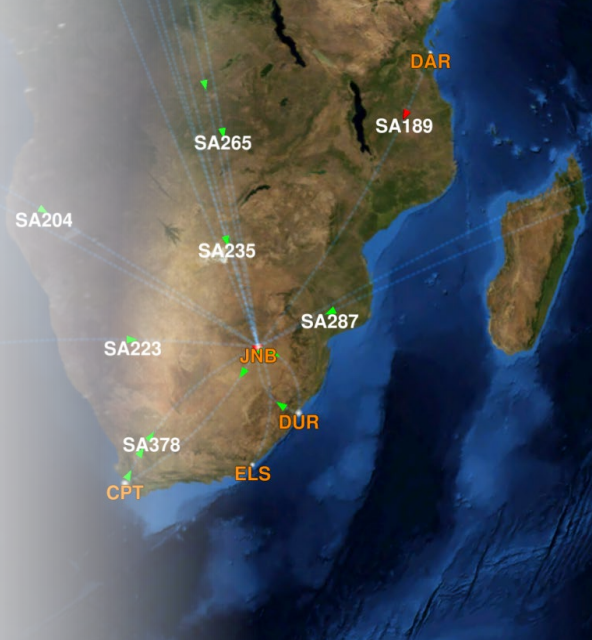 DAR
SA189
SA265
SA204
SA235
SA287
SA223
JNB
DUR
SA378
ELS
CPT